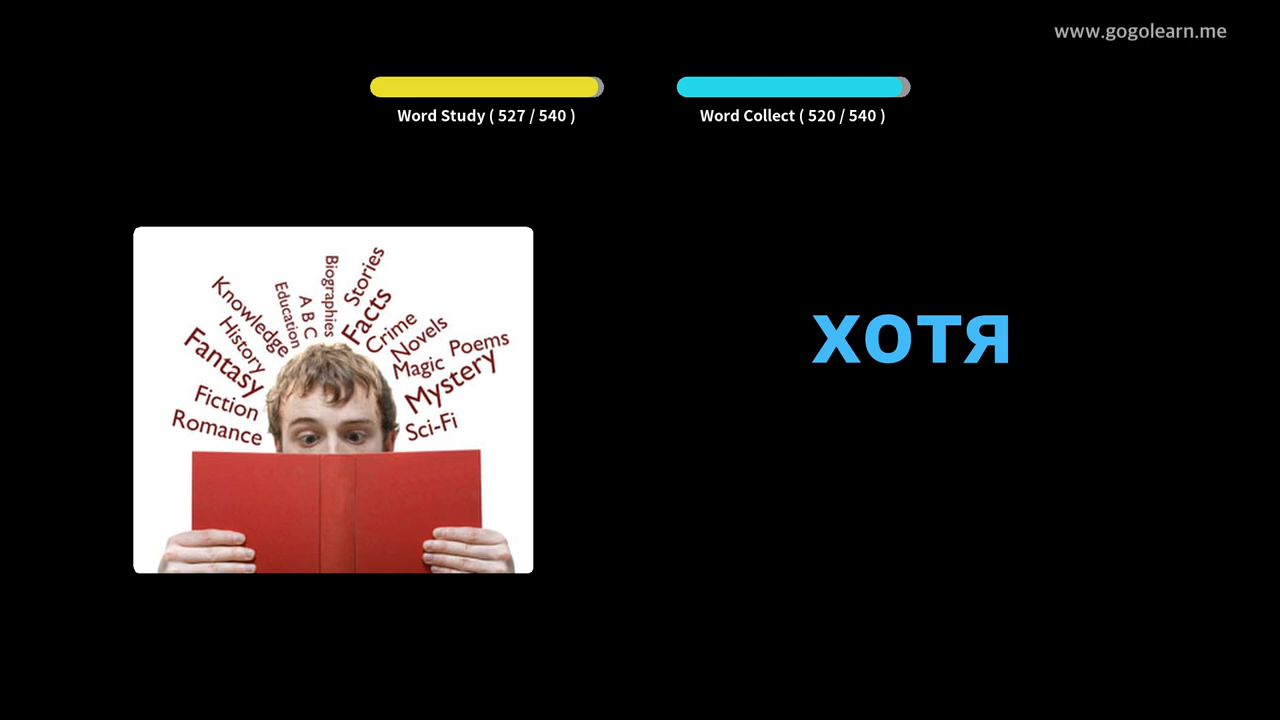 www.gogolearn.me
Word Study ( 527 / 540 )
Word Collect ( 520 / 540 )
Biographies
Stories
Education
A B C
Facts
Knowledge
Crime
History
Novels
Fantasy
Magic
Poems
Mystery
Fiction
Romance
Sci-Fi
хотя